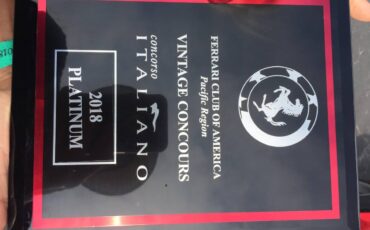 FERRARI CLUB OF AMERICA
Pacific Region
VINTAGE CONCOURS
concorso
ITALIANO
2018
PLATINUM